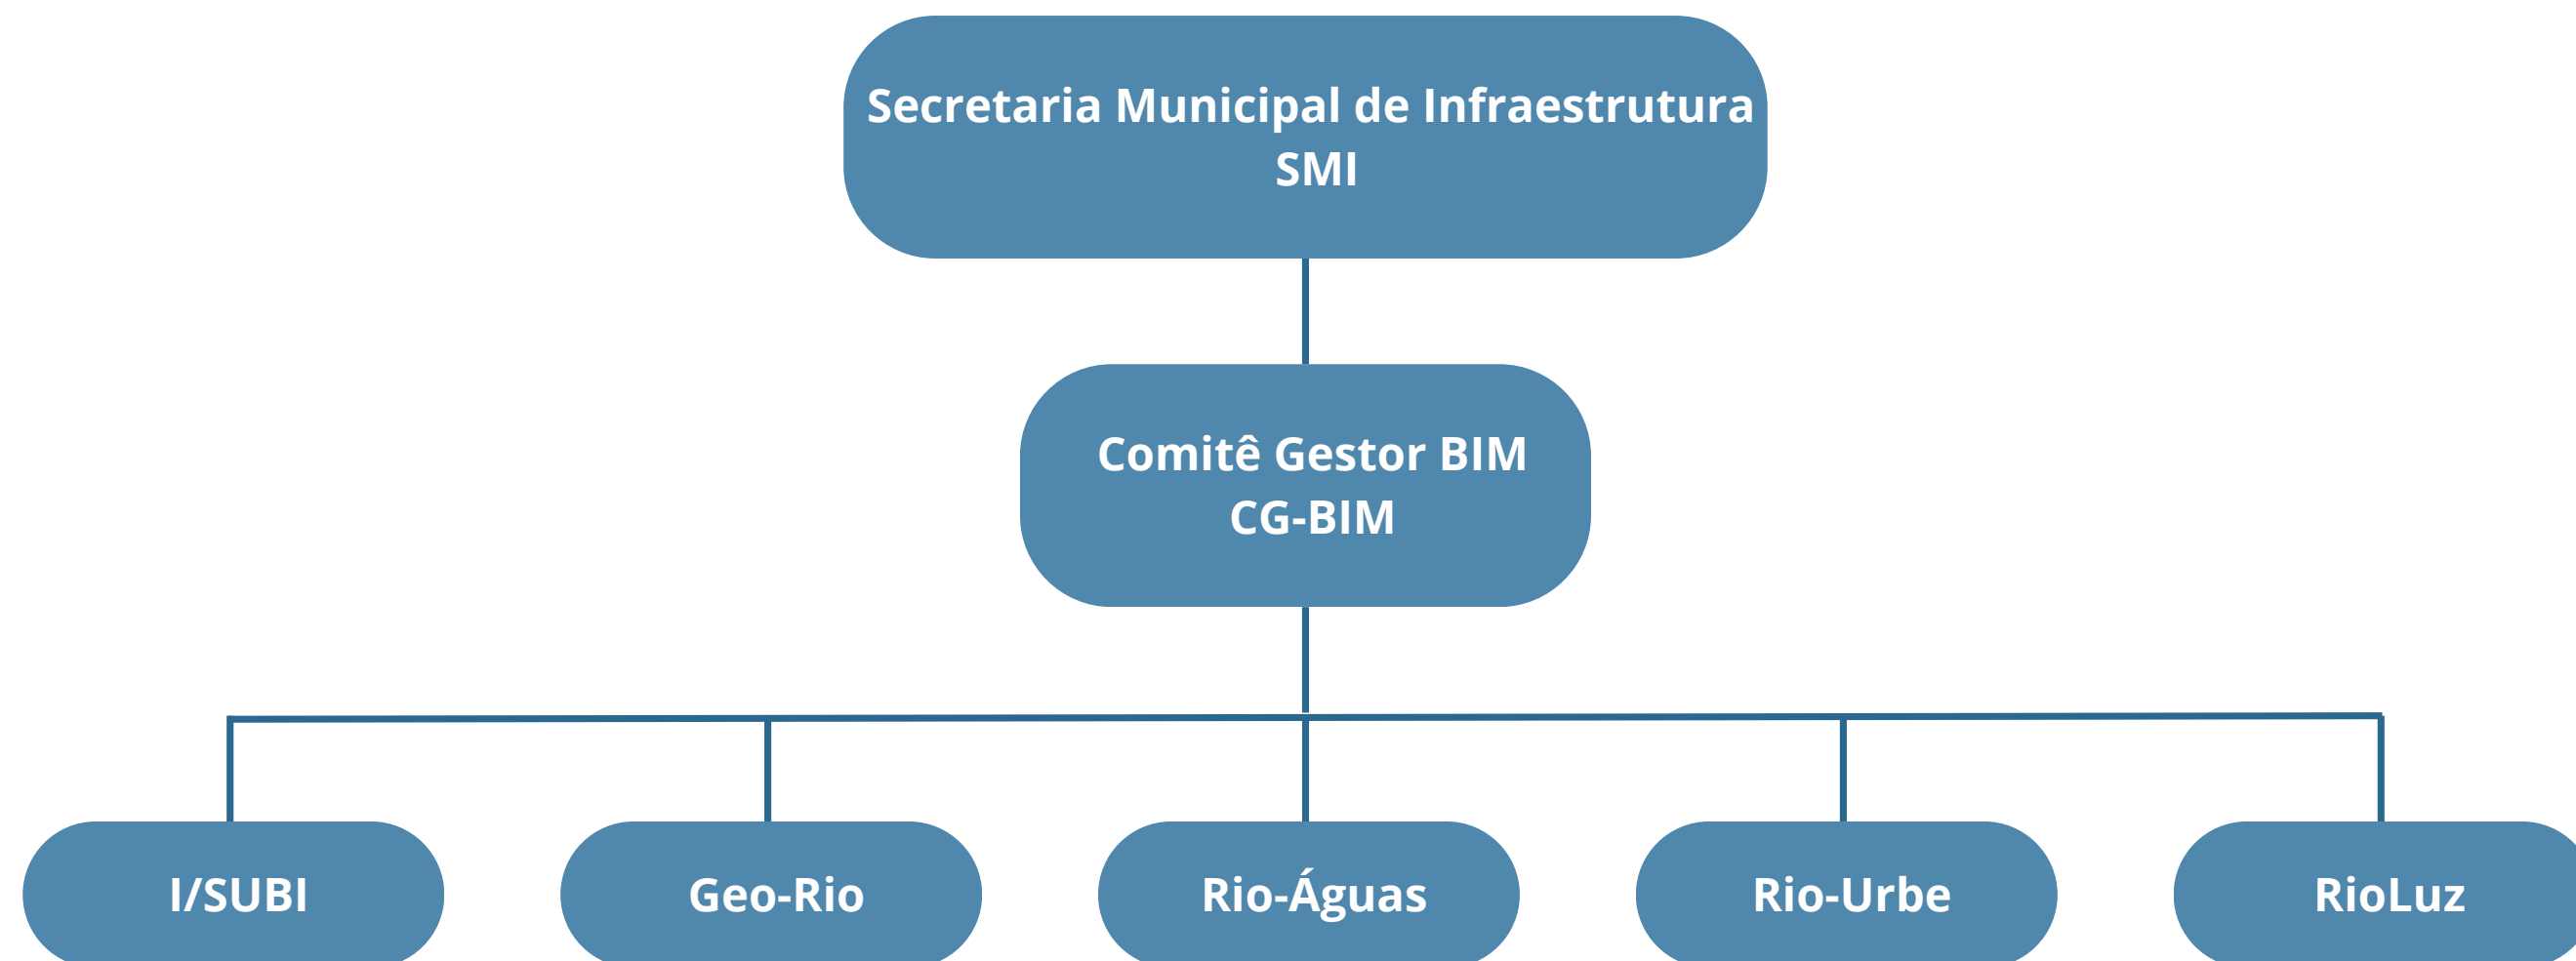 Secretaria Municipal de Infraestrutura
SMI
Comitê Gestor BIM
CG-BIM
I/SUBI
Geo-Rio
Rio-Águas
Rio-Urbe
RioLuz